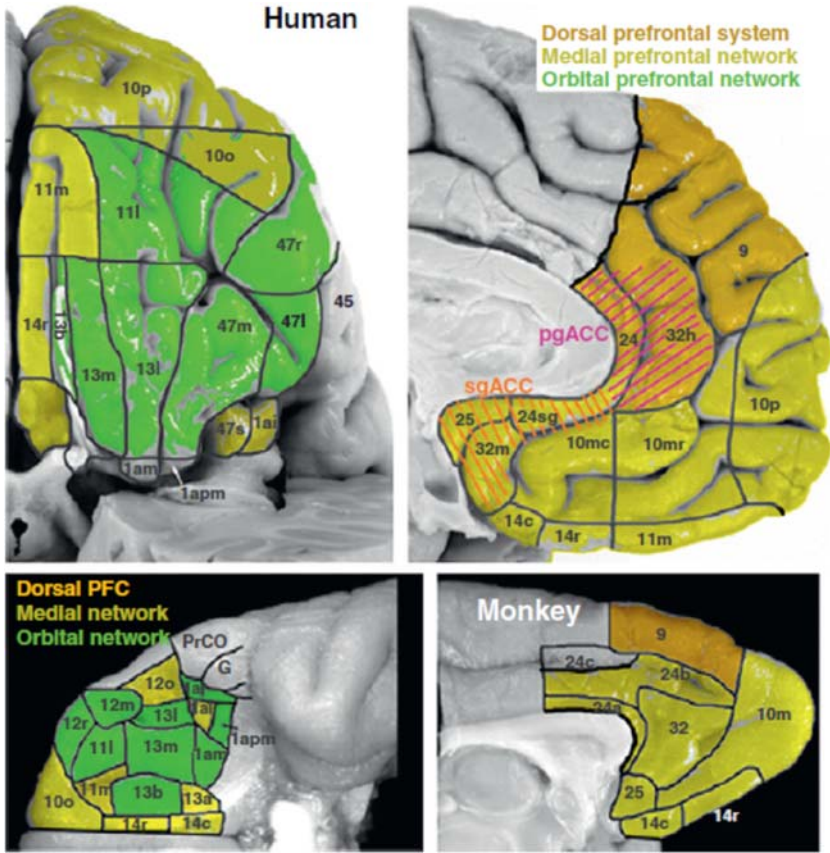 Human
Dorsal prefrontal system
Medial prefrontal network
Orbital prefrontal network
10p
10o
11m
11l
47r
45
14r
13b
47m
47l
13m
13l
47s
1ai
1am
1apm
9
pgACC
24
32h
sgACC
25
24sg
10p
32m
10mc
10mr
14c
14r
11m
Dorsal PFC
Medial network
Orbital network
PrCO
G
12o
12m
13l
12r
11l
13m
1am
1apm
10o
11m
13b
13a
14r
14c
Monkey
9
24c
24b
32
10m
25
14c
14r